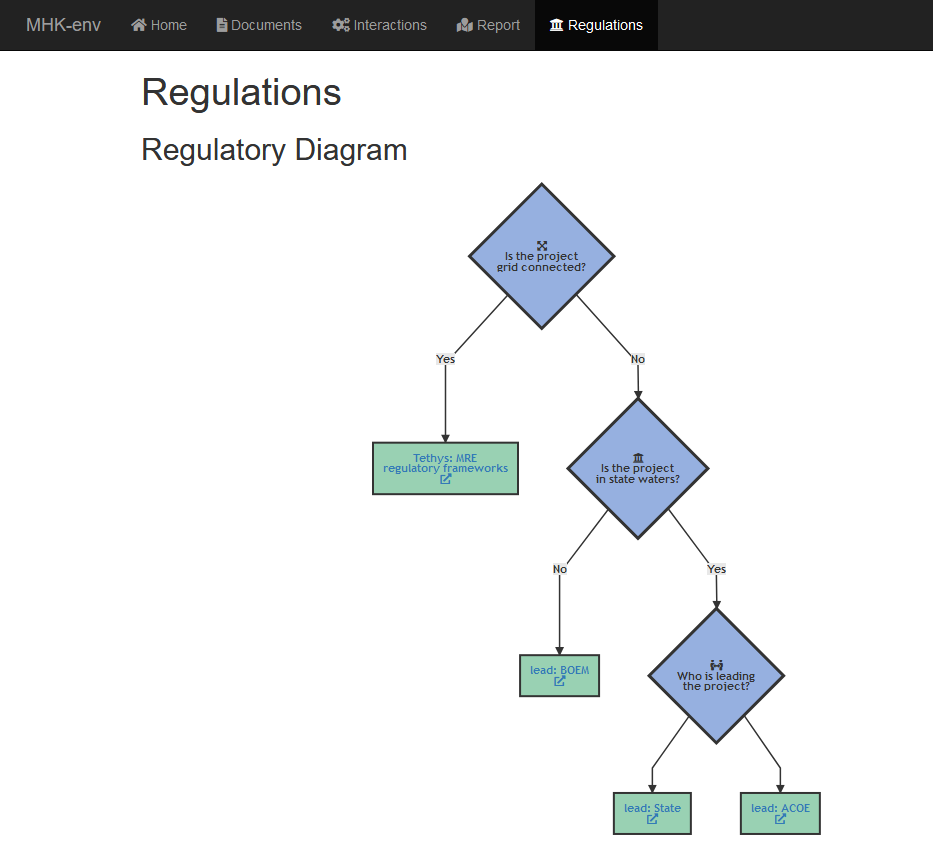 MHK-env Home Documents Interactions Report Regulations
Regulations
Regulatory Diagram
Is the project
grid connected?
Yes
No
Tethys: MRE
regulatory frameworks
Is the project
in state waters?
No
Yes
lead: BOEM
Who is leading
the project?
lead: State
lead: ACOE